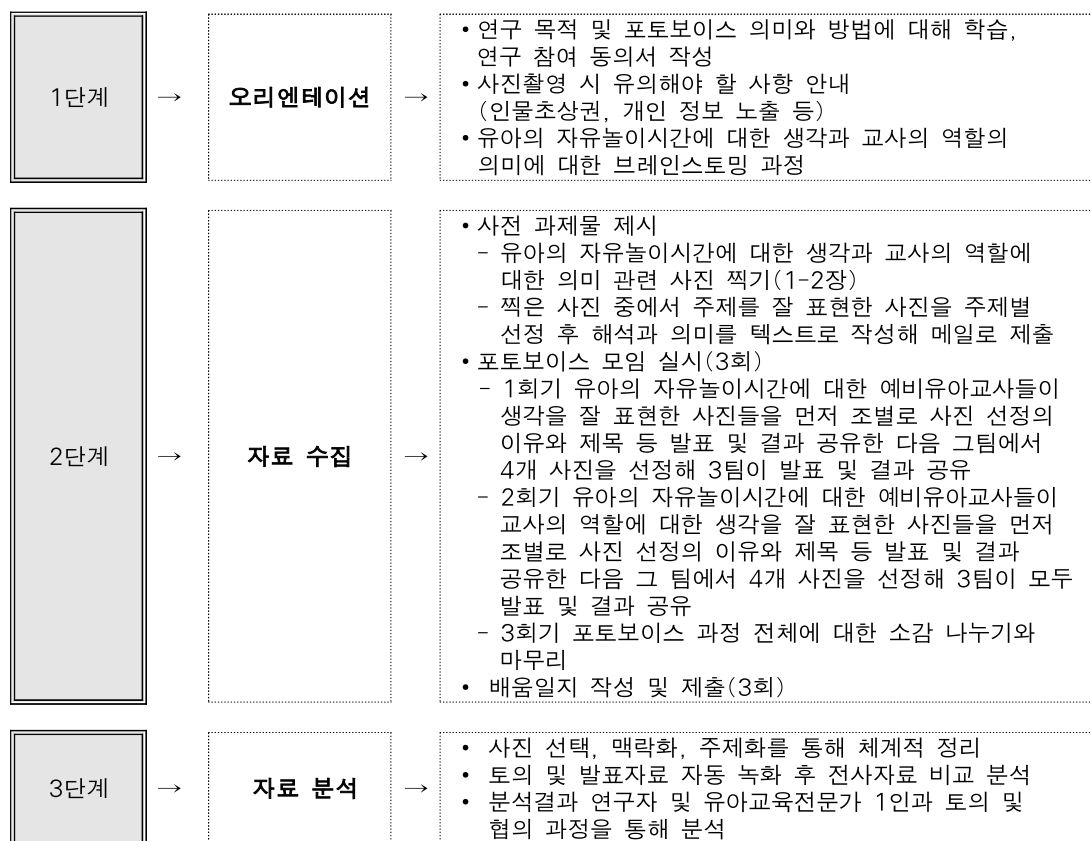 1단계 → 오리엔테이션 →
• 연구 목적 및 포토보이스 의미와 방법에 대해 학습,
연구 참여 동의서 작성
• 사진촬영 시 유의해야 할 사항 안내
(인물초상권, 개인 정보 노출 등)
• 유아의 자유놀이시간에 대한 생각과 교사의 역할의
의미에 대한 브레인스토밍 과정
2단계 → 자료 수집 →
• 사전 과제물 제시
- 유아의 자유놀이시간에 대한 생각과 교사의 역할에
대한 의미 관련 사진 찍기(1-2장)
- 찍은 사진 중에서 주제를 잘 표현한 사진을 주제별
선정 후 해석과 의미를 텍스트로 작성해 메일로 제출
• 포토보이스 모임 실시(3회)
- 1회기 유아의 자유놀이시간에 대한 예비유아교사들이
생각을 잘 표현한 사진들을 먼저 조별로 사진 선정의
이유와 제목 등 발표 및 결과 공유한 다음 그팀에서
4개 사진을 선정해 3팀이 발표 및 결과 공유
- 2회기 유아의 자유놀이시간에 대한 예비유아교사들이
교사의 역할에 대한 생각을 잘 표현한 사진들을 먼저
조별로 사진 선정의 이유와 제목 등 발표 및 결과
공유한 다음 그 팀에서 4개 사진을 선정해 3팀이 모두
발표 및 결과 공유
- 3회기 포토보이스 과정 전체에 대한 소감 나누기와
마무리
• 배움일지 작성 및 제출(3회)
3단계 → 자료 분석 →
• 사진 선택, 맥락화, 주제화를 통해 체계적 정리
• 토의 및 발표자료 자동 녹화 후 전사자료 비교 분석
• 분석결과 연구자 및 유아교육전문가 1인과 토의 및
협의 과정을 통해 분석